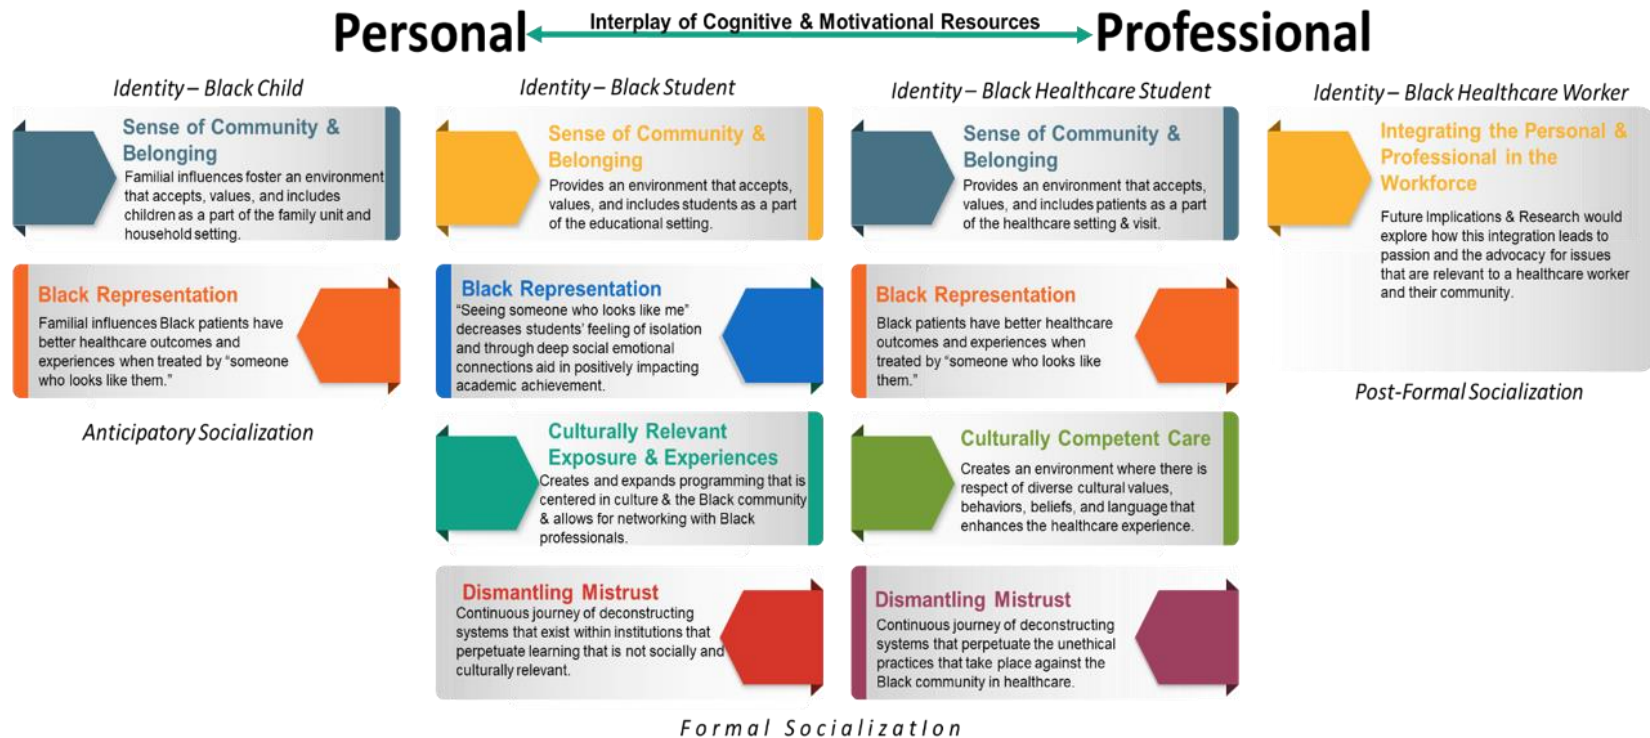 Personal
Interplay of Cognitive & Motivational Resources
Professional
Identity – Black Child
Sense of Community &
Belonging
Familial influences foster an environment
that accepts, values, and includes
children as a part of the family unit and
household setting.
Black Representation
Familial influences Black patients have
better healthcare outcomes and
experiences when treated by “someone
who looks like them.”
Anticipatory Socialization
Identity – Black Student
Sense of Community &
Belonging
Provides an environment that accepts,
values, and includes students as a part
of the educational setting.
Black Representation
“Seeing someone who looks like me”
decreases students’ feeling of isolation
and through deep social emotional
connections aid in positively impacting
academic achievement.
Culturally Relevant
Exposure & Experiences
Creates and expands programming that is
centered in culture & the Black community
& allows for networking with Black
professionals.
Dismantling Mistrust
Continuous journey of deconstructing
systems that exist within institutions that
perpetuate learning that is not socially and
culturally relevant.
Identity – Black Healthcare Student
Sense of Community &
Belonging
Provides an environment that accepts,
values, and includes patients as a part
of the healthcare setting & visit.
Black Representation
Black patients have better healthcare
outcomes and experiences when
treated by “someone who looks like
them.”
Culturally Competent Care
Creates an environment where there is
respect of diverse cultural values,
behaviors, beliefs, and language that
enhances the healthcare experience.
Dismantling Mistrust
Continuous journey of deconstructing
systems that perpetuate the unethical
practices that take place against the
Black community in healthcare.
Formal SocializatIon
Identity – Black Healthcare Worker
Integrating the Personal &
Professional in the
Workforce
Future Implications & Research would
explore how this integration leads to
passion and the advocacy for issues
that are relevant to a healthcare worker
and their community.
Post-Formal Socialization